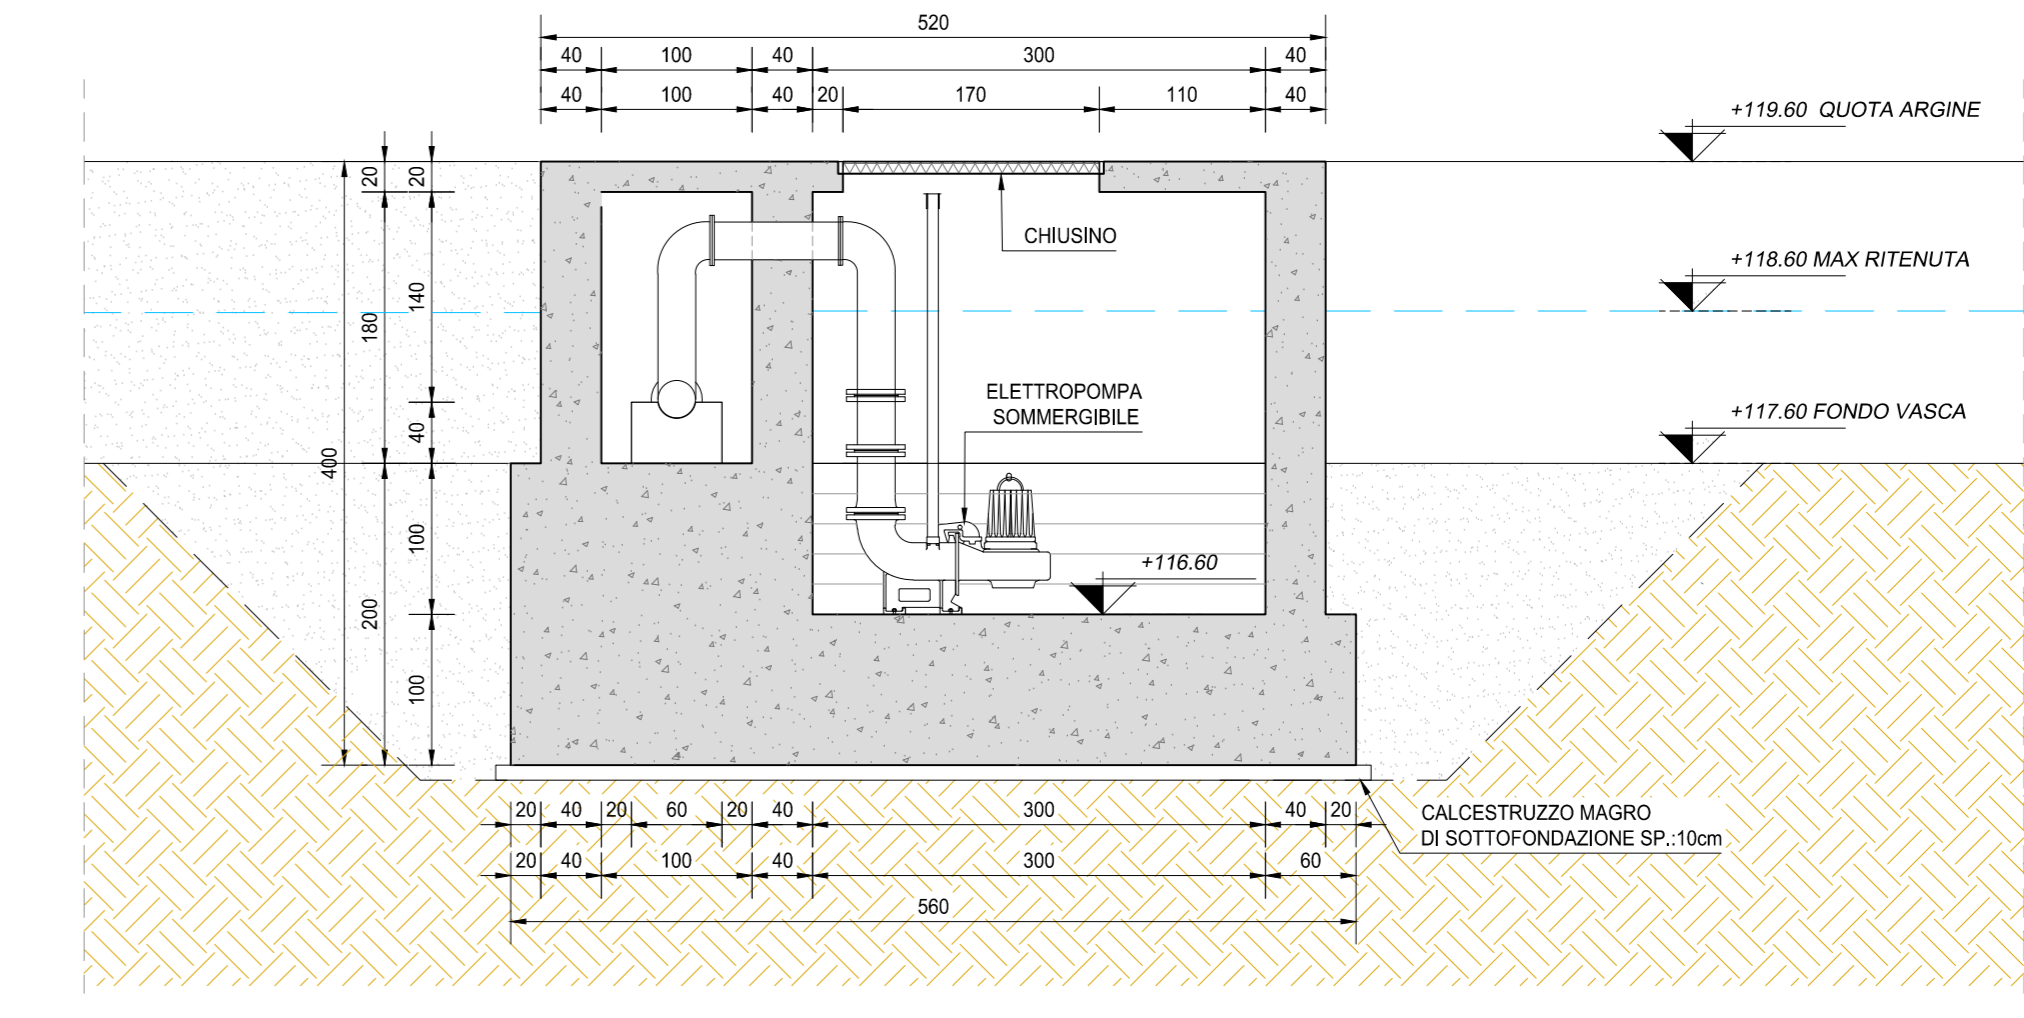 520
40 100 40 300 40
40 100 40 20 170 110 40
+119.60 QUOTA ARGINE
20 20
CHIUSINO
+118.60 MAX RITENUTA
180 140
ELETTROPOMPA
SOMMERGIBILE
+117.60 FONDO VASCA
400 40
100
+116.60
200
100
20 40 20 60 20 40 300 40 20
CALCESTRUZZO MAGRO
DI SOTTOFONDAZIONE SP.:10cm
20 40 100 40 300 60
560